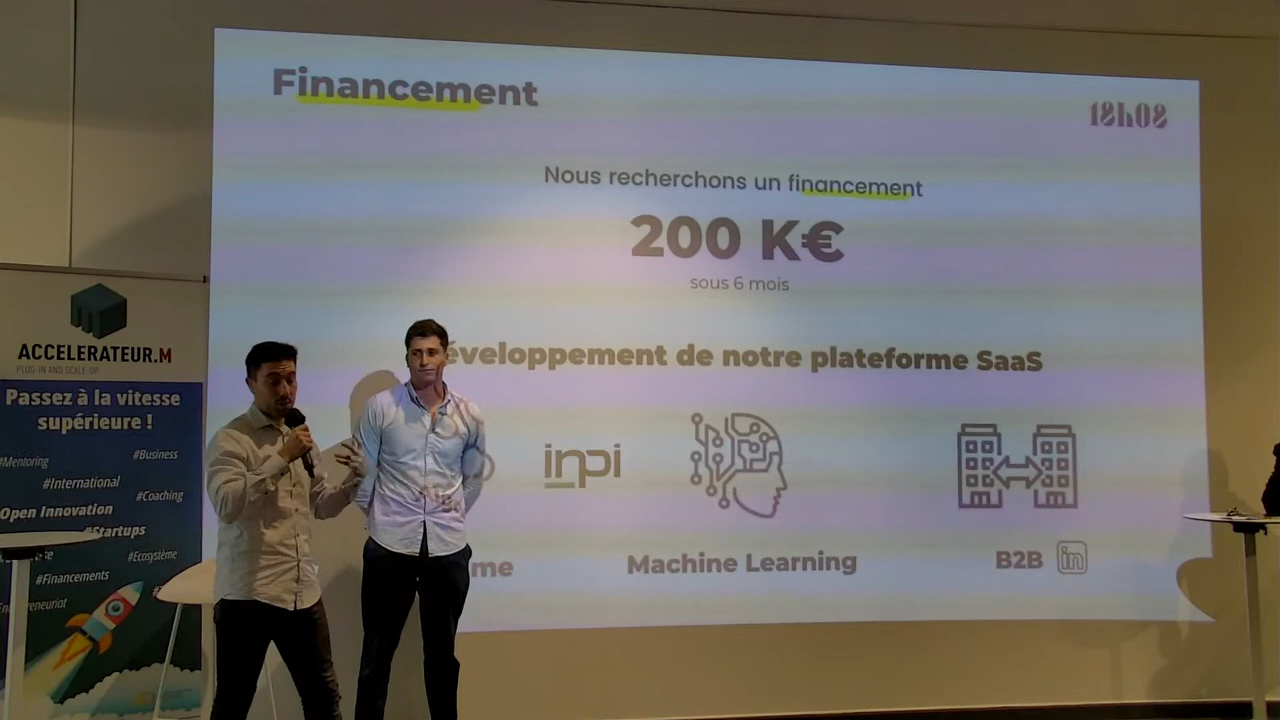 Financement
18h08
Nous recherchons un financement
200 K€
sous 6 mois
éveloppement de notre plateforme SaaS
inpi
me
Machine Learning
B2B in
ACCELERATEUR.M
PLUG-IN AND SCALE-UP
Passez à la vitesse
supérieure !
#Mentoring
#Business
#International
#Coaching
Open Innovation
#Startups
#Ecosystème
#Financements